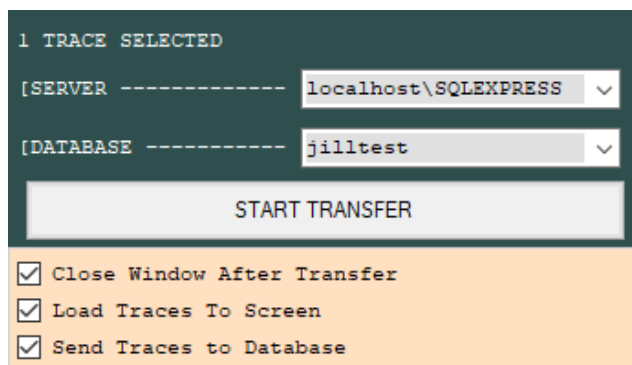 1 TRACE SELECTED
[SERVER ------------- localhost\SQLEXPRESS
[DATABASE ----------- jilltest
START TRANSFER
Close Window After Transfer
Load Traces To Screen
Send Traces to Database